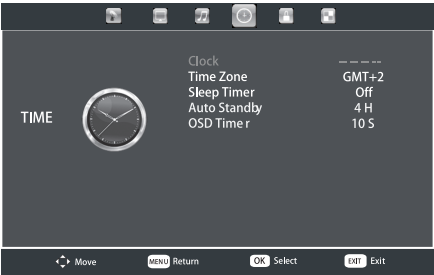 Clock _ _ _ _ _
Time Zone GMT+2
Sleep Timer Off
Auto Standby 4 H
OSD Timer 10 S
TIME
Move MENU Return OK Select EXIT Exit